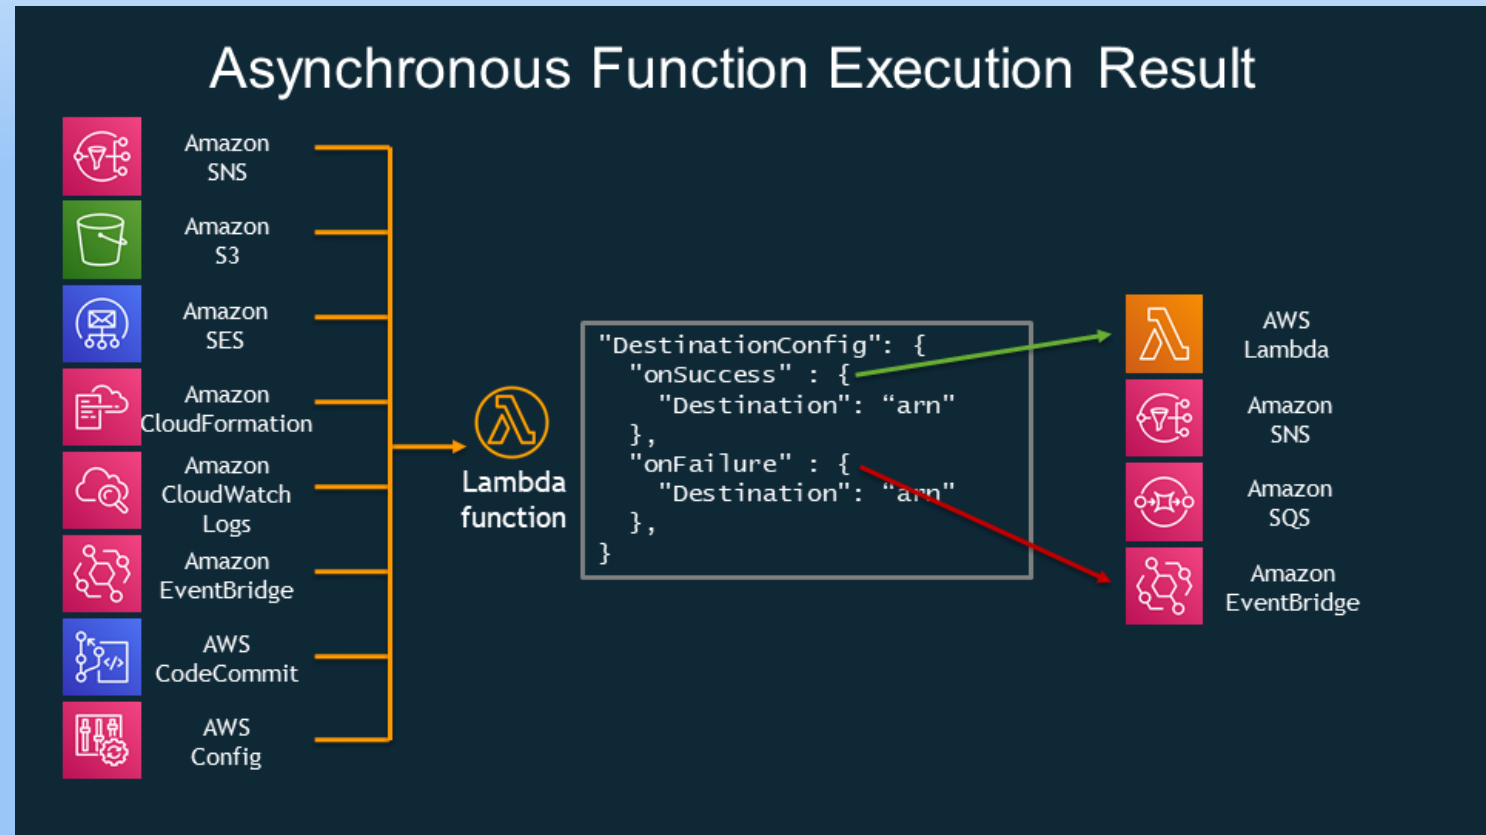 Asynchronous Function Execution Result
Amazon
SNS
Amazon
S3
Amazon
SES
Amazon
CloudFormation
Amazon
CloudWatch
Logs
Amazon
EventBridge
AWS
CodeCommit
AWS
Config
Lambda
function
"DestinationConfig": {
"onSuccess" : {
"Destination": “arn"
},
"onFailure" : {
"Destination": “arn"
},
}
AWS
Lambda
Amazon
SNS
Amazon
SQS
Amazon
EventBridge